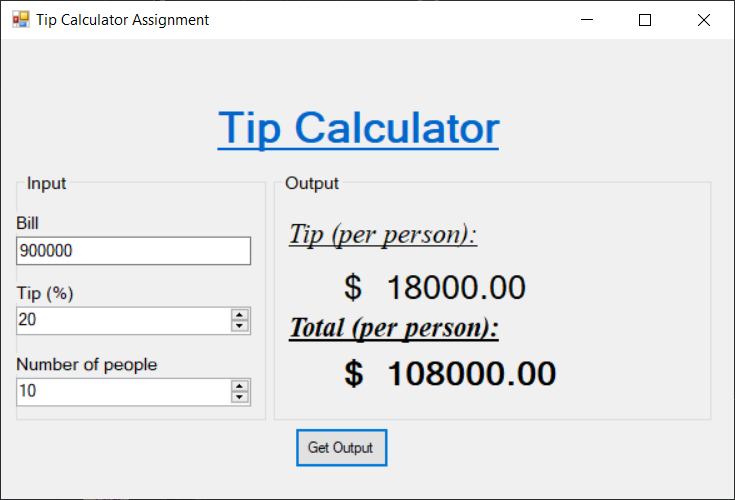 Tip Calculator Assignment
Tip Calculator
Input
Bill
900000
Tip (%)
20
Number of people
10
Output
Tip (per person):
$ 18000.00
Total (per person):
$ 108000.00
Get Output